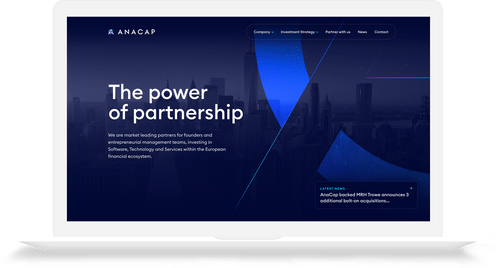 ANACAP
Company
Investment Strategy
Partner with us
News
Contact
The power
of partnership
We are market leading partners for founders and
entrepreneurial management teams, investing in
Software, Technology and Services within the European
financial ecosystem.
LATEST NEWS
AnaCap backed MRH Trowe announces 3
additional bolt-on acquisitions...